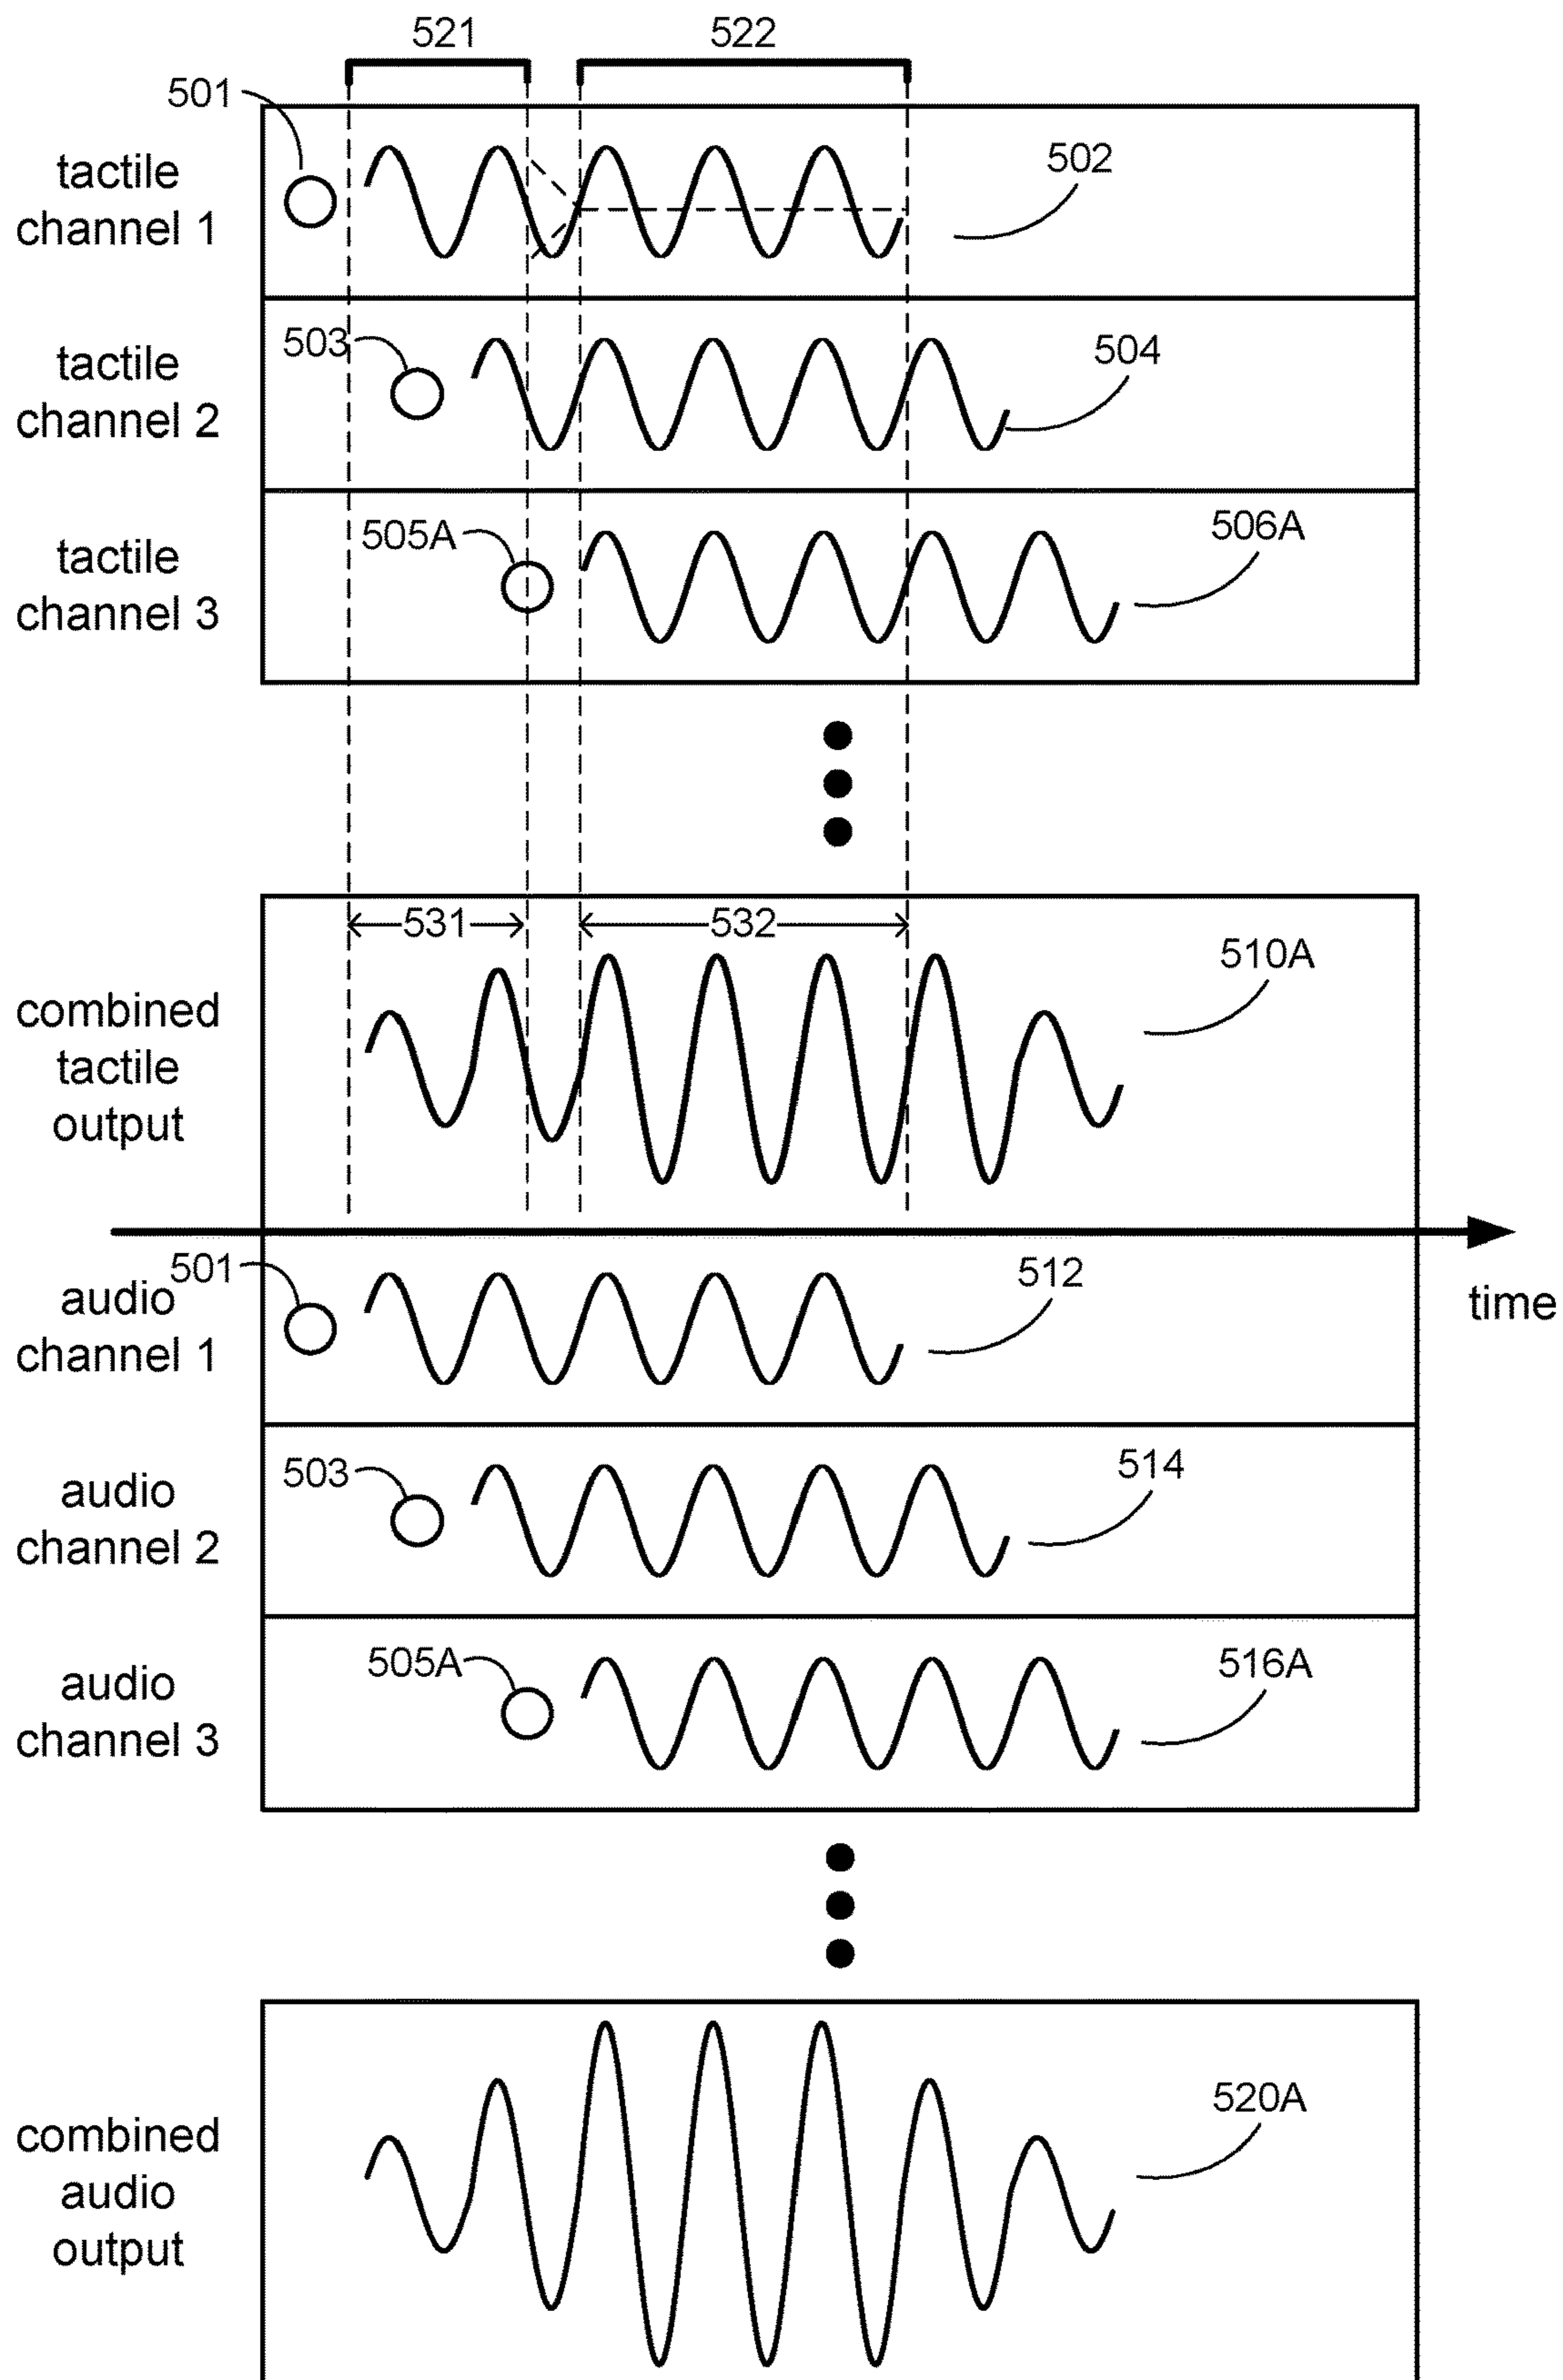 521
522
501
tactile
channel 1
502
tactile
channel 2
503
504
tactile
channel 3
505A
506A
531
532
combined
tactile
output
510A
501
audio
channel 1
512
time
audio
channel 2
503
514
audio
channel 3
505A
516A
combined
audio
output
520A